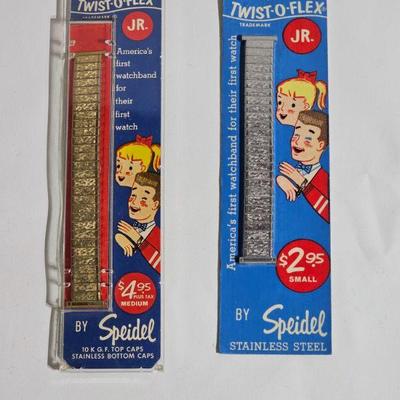 TWIST-O-FLEX
TRADEMARK
JR.
America's
first
watchband
for
their
first
watch
$4.95
PLUS TAX
MEDIUM
BY Speidel
10 K G.F. TOP CAPS
STAINLESS BOTTOM CAPS
TWIST-O-FLEX
TRADEMARK
JR.
America's first watchband for their first watch
$2.95
SMALL
BY Speidel
STAINLESS STEEL